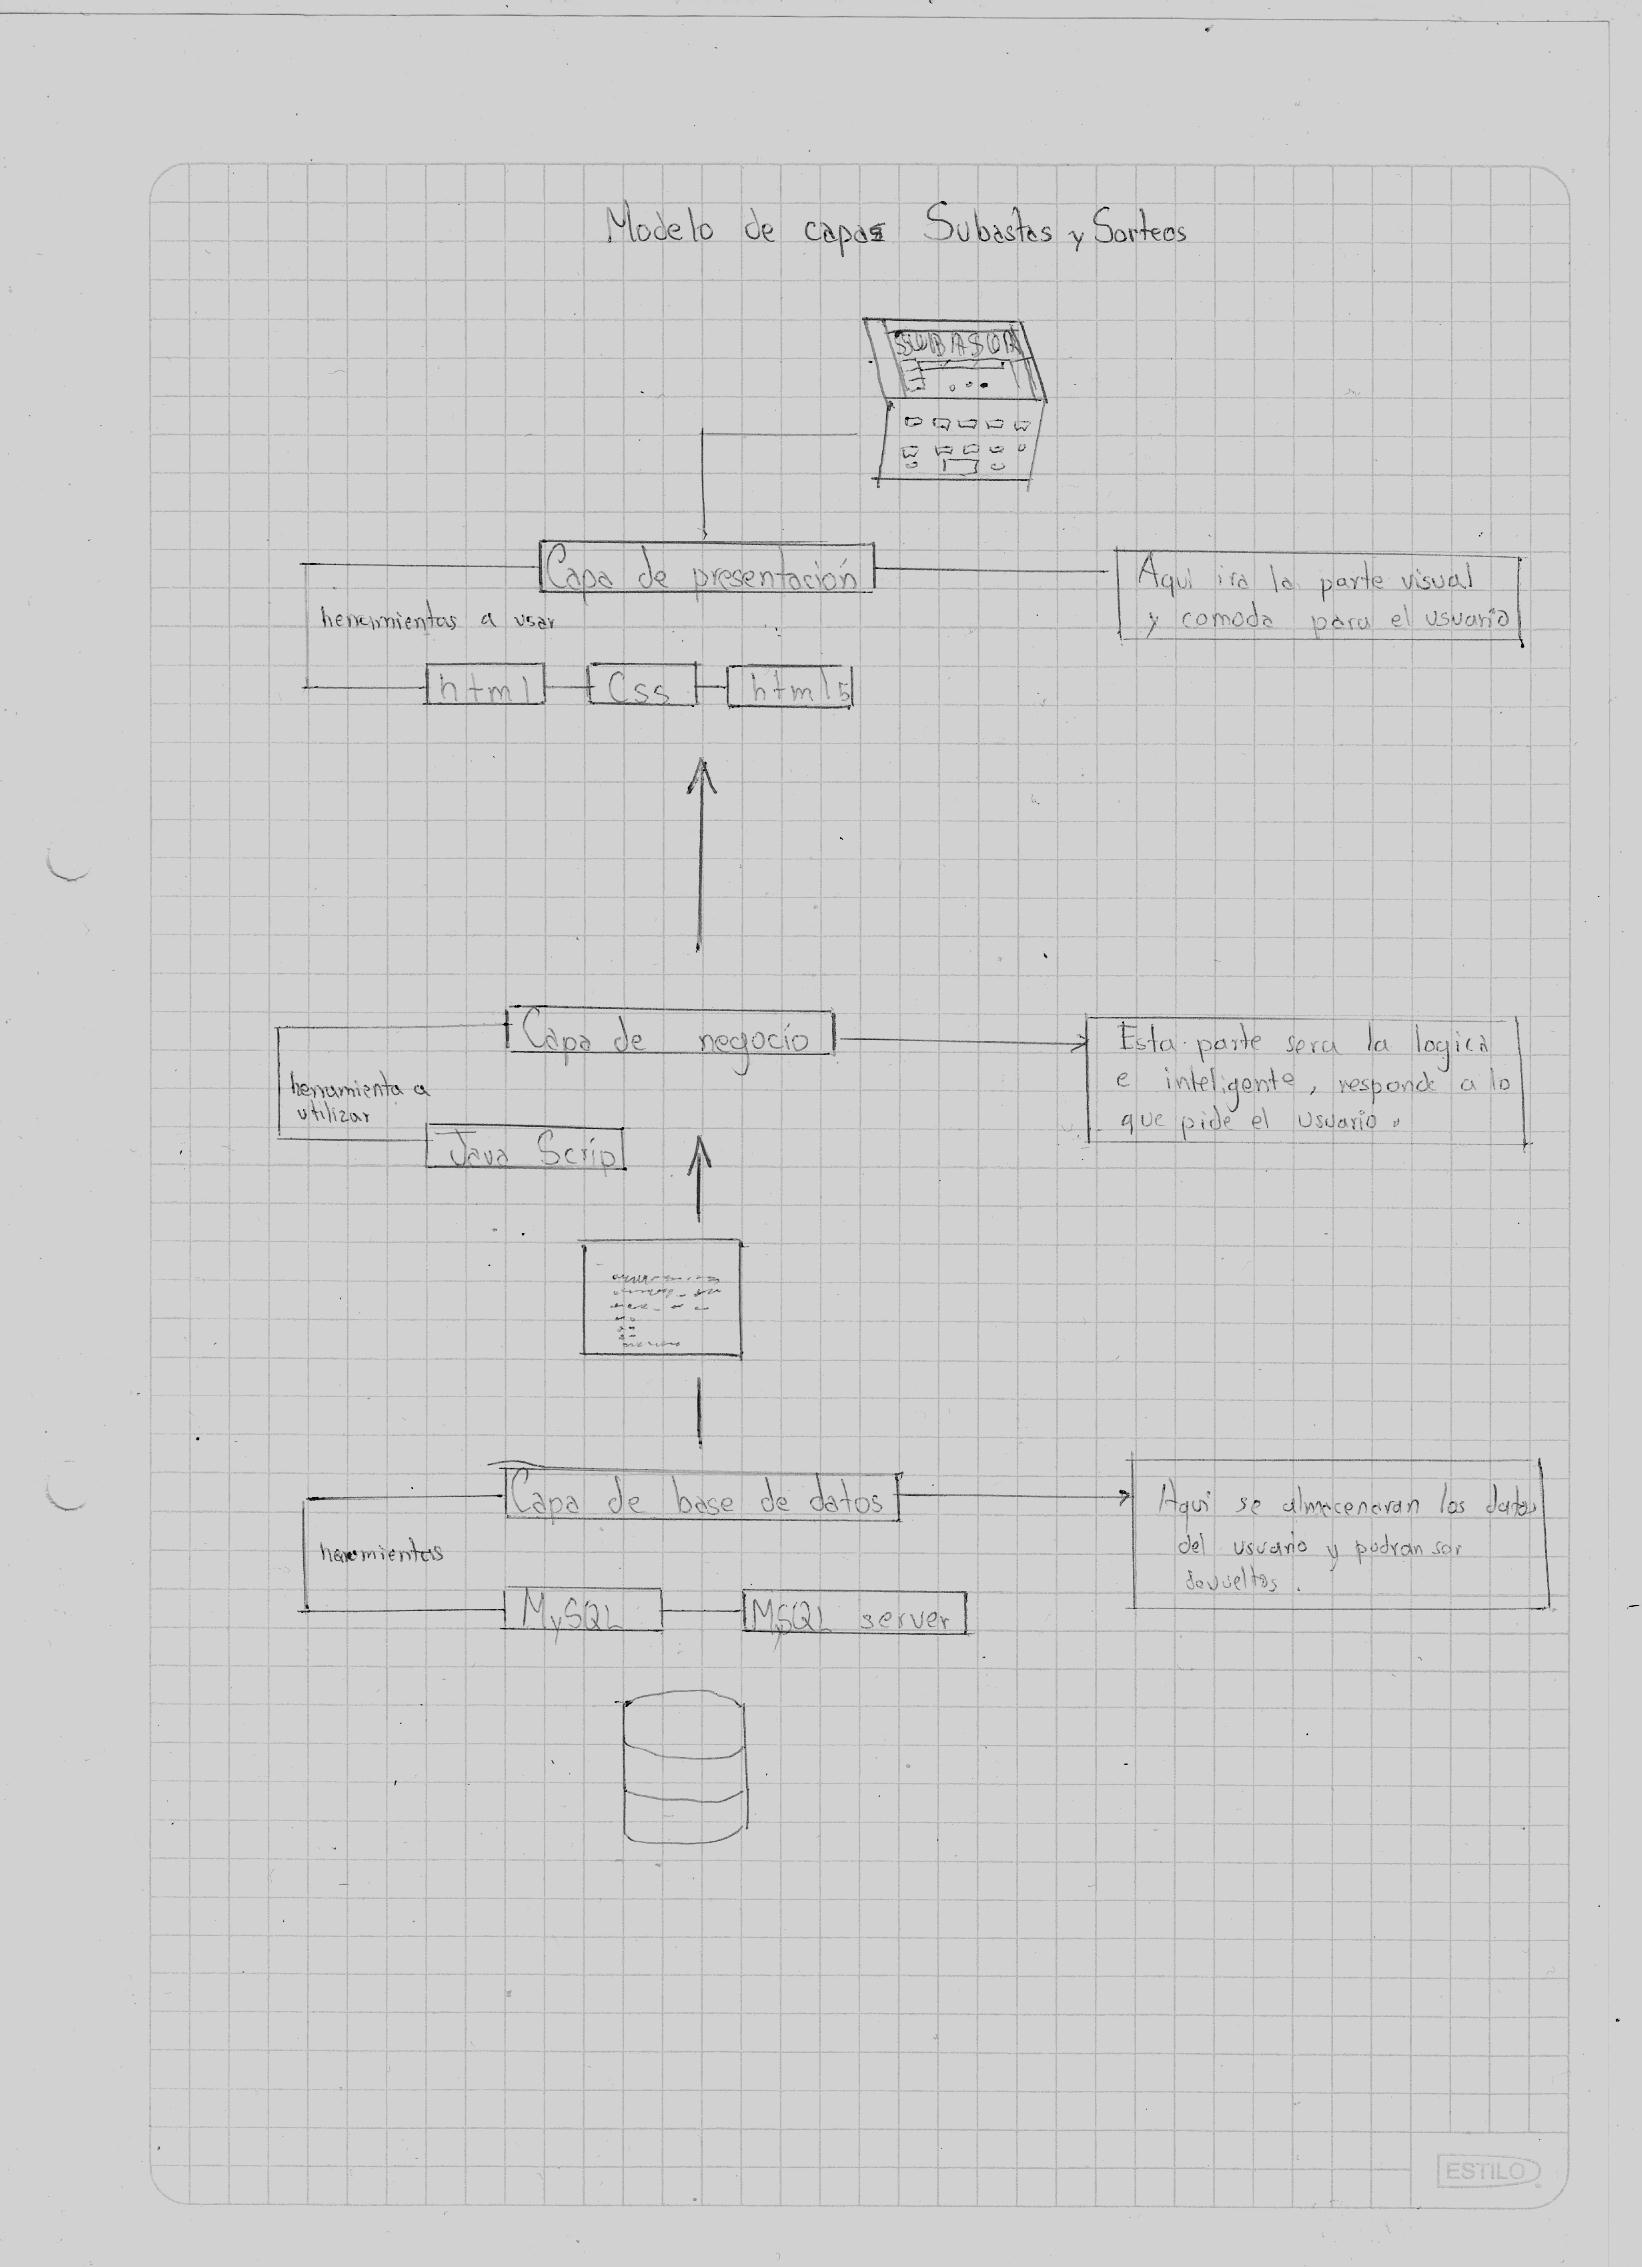 Modelo de capas Subastas y Sorteos
SUBASOR
Capa de presentación
Aqui ira la parte visual
y comoda para el usuario
herramientas a usar
html
Css
html5
Capa de negocio
Esta parte sera la logica
e inteligente, responde a lo
que pide el usuario.
herramienta a
utilizar
Java Scrip
Capa de base de datos
Aqui se almacenaran los datos
del usuario y podran ser
devueltos.
herramientas
MySQL
MySQL server
ESTILO